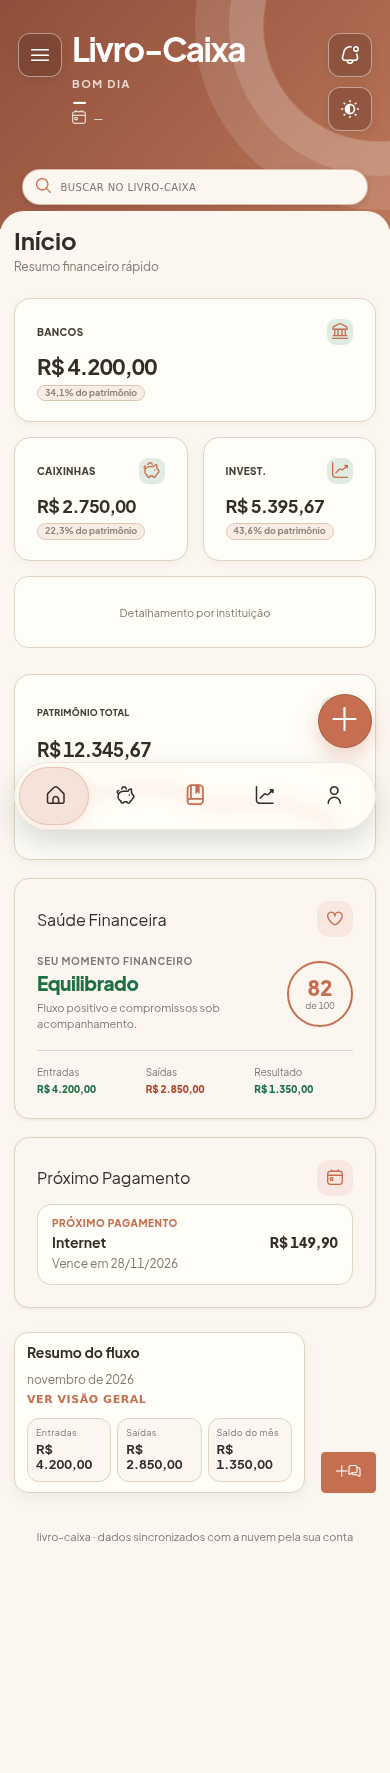 Livro-Caixa
BOM DIA
—
—
BUSCAR NO LIVRO-CAIXA
Início
Resumo financeiro rápido
BANCOS
R$ 4.200,00
34,1% do patrimônio
CAIXINHAS
R$ 2.750,00
22,3% do patrimônio
INVEST.
R$ 5.395,67
43,6% do patrimônio
Detalhamento por instituição
PATRIMÔNIO TOTAL
R$ 12.345,67
Saúde Financeira
SEU MOMENTO FINANCEIRO
Equilibrado
Fluxo positivo e compromissos sob
acompanhamento.
82
de 100
Entradas Saídas Resultado
R$ 4.200,00 R$ 2.850,00 R$ 1.350,00
Próximo Pagamento
PRÓXIMO PAGAMENTO
Internet R$ 149,90
Vence em 28/11/2026
Resumo do fluxo
novembro de 2026
VER VISÃO GERAL
Entradas
R$
4.200,00
Saídas
R$
2.850,00
Saldo do mês
R$
1.350,00
livro-caixa · dados sincronizados com a nuvem pela sua conta